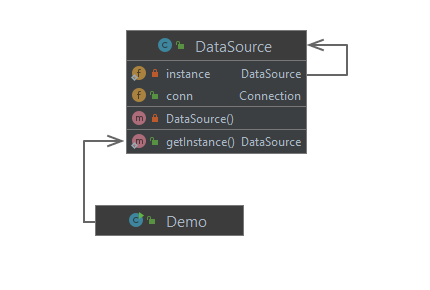 DataSource
instance DataSource
conn Connection
DataSource()
getInstance() DataSource
Demo